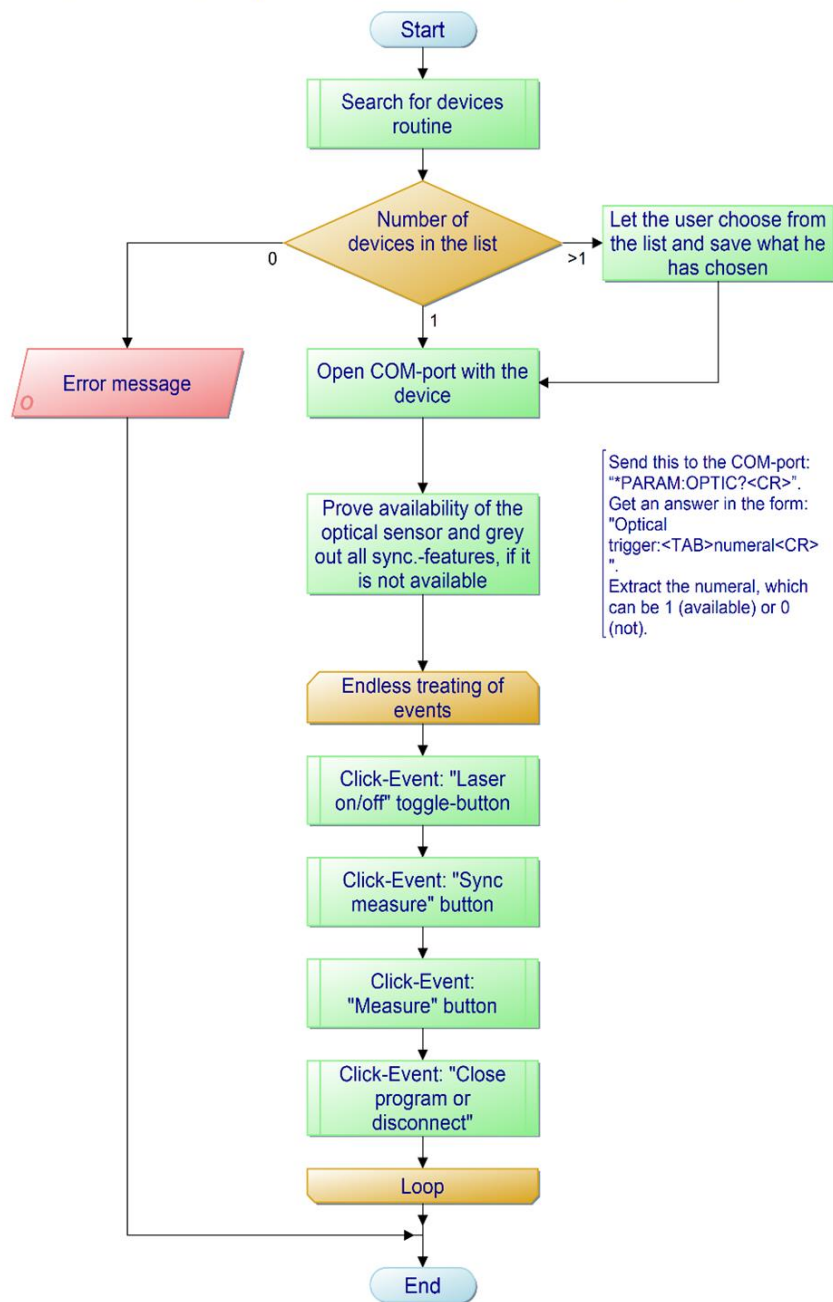 Start
Search for devices
routine
Number of
devices in the list
0
>1
1
Let the user choose from
the list and save what he
has chosen
Error message
O
Open COM-port with the
device
Prove availability of the
optical sensor and grey
out all sync.-features, if it
is not available
Send this to the COM-port:
“*PARAM:OPTIC?<CR>”.
Get an answer in the form:
"Optical
trigger:<TAB>numeral<CR>
".
Extract the numeral, which
can be 1 (available) or 0
(not).
Endless treating of
events
Click-Event: "Laser
on/off" toggle-button
Click-Event: "Sync
measure" button
Click-Event:
"Measure" button
Click-Event: "Close
program or
disconnect"
Loop
End